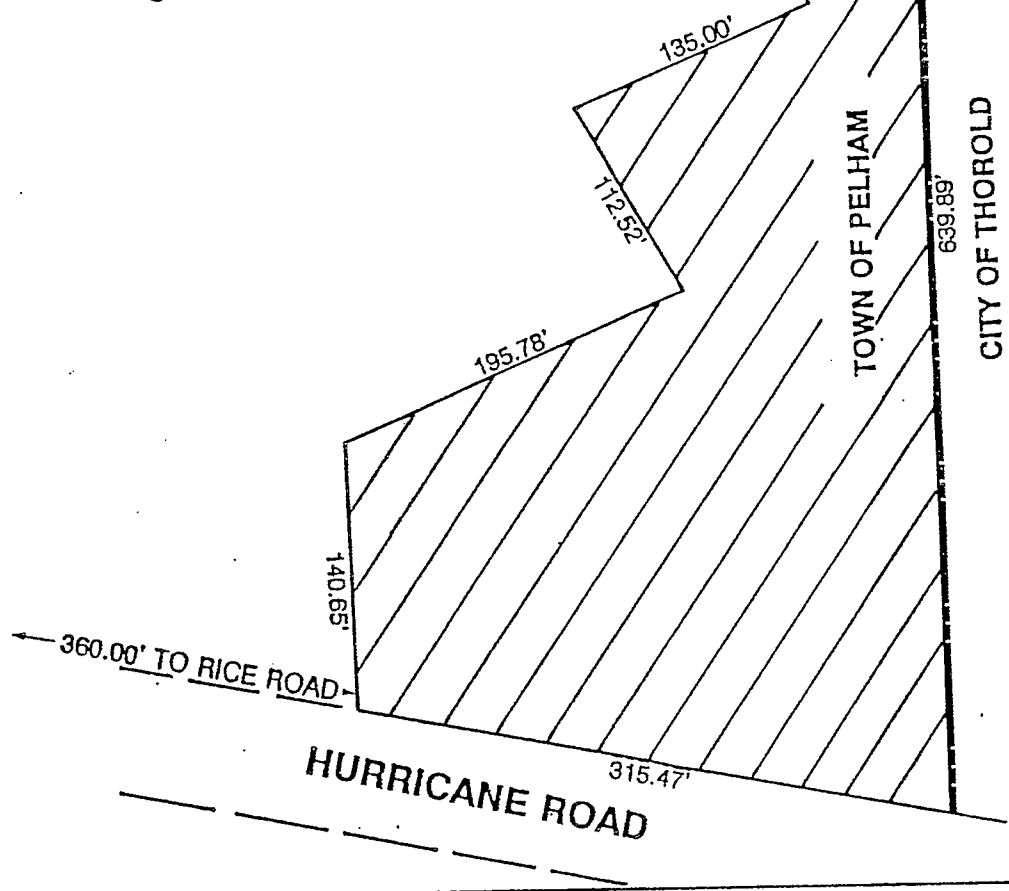 135.00'
112.52'
TOWN OF PELHAM
639.89'
CITY OF THOROLD
195.78'
140.65'
360.00' TO RICE ROAD
315.47'
HURRICANE ROAD